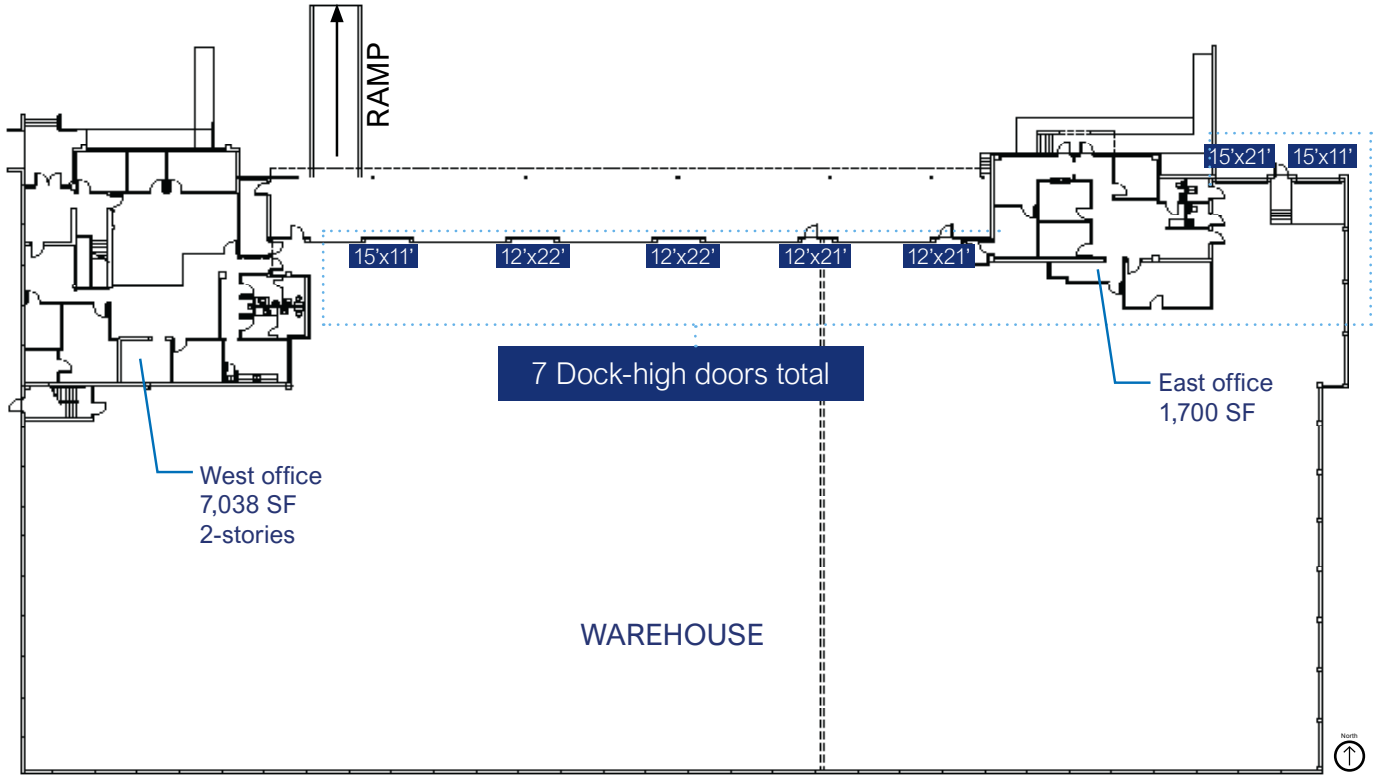 RAMP
15’x21’
15’x11’
15’x11’
12’x22’
12’x22’
12’x21’
12’x21’
7 Dock-high doors total
East office
1,700 SF
West office
7,038 SF
2-stories
WAREHOUSE
North